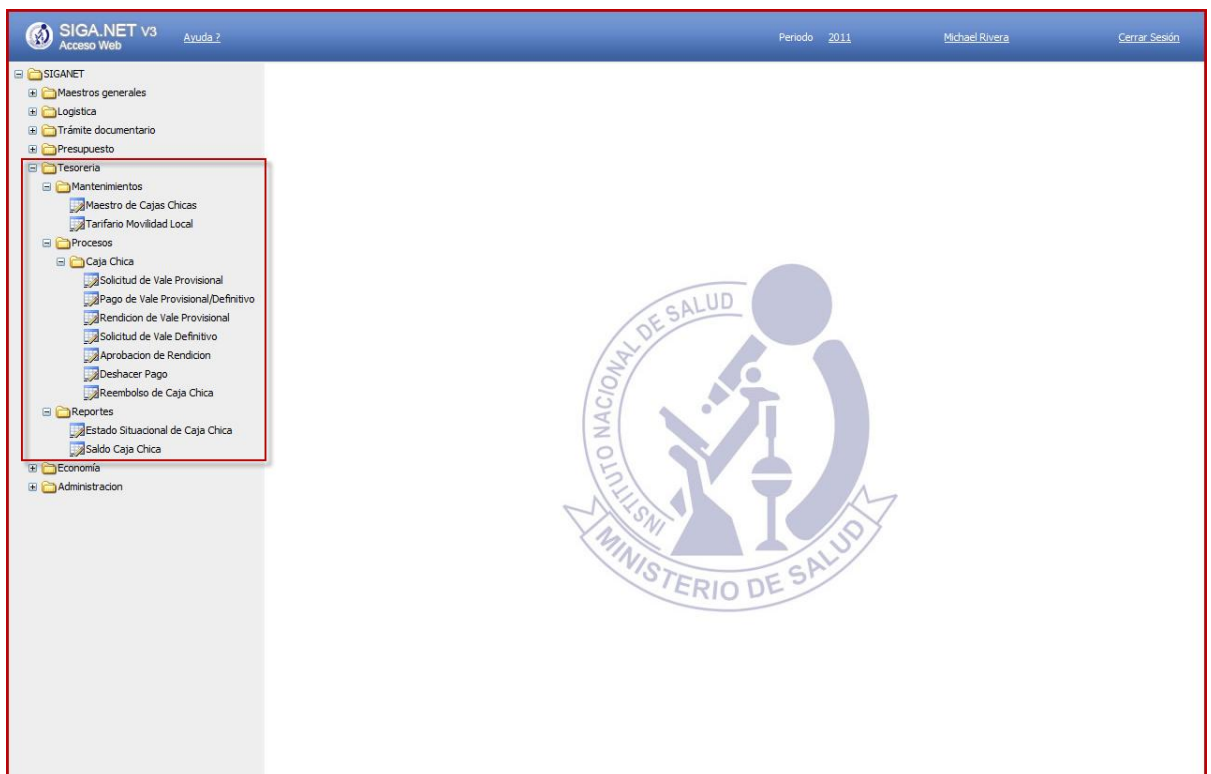 SIGA.NET V3
Acceso Web
Ayuda ?
Periodo 2011
Michael Rivera
Cerrar Sesión
SIGANET
Maestros generales
Logistica
Trámite documentario
Presupuesto
Tesoreria
Mantenimientos
Maestro de Cajas Chicas
Tarifario Movilidad Local
Procesos
Caja Chica
Solicitud de Vale Provisional
Pago de Vale Provisional/Definitivo
Rendicion de Vale Provisional
Solicitud de Vale Definitivo
Aprobacion de Rendicion
Deshacer Pago
Reembolso de Caja Chica
Reportes
Estado Situacional de Caja Chica
Saldo Caja Chica
Economía
Administracion
INSTITUTO NACIONAL DE SALUD
MINISTERIO DE SALUD